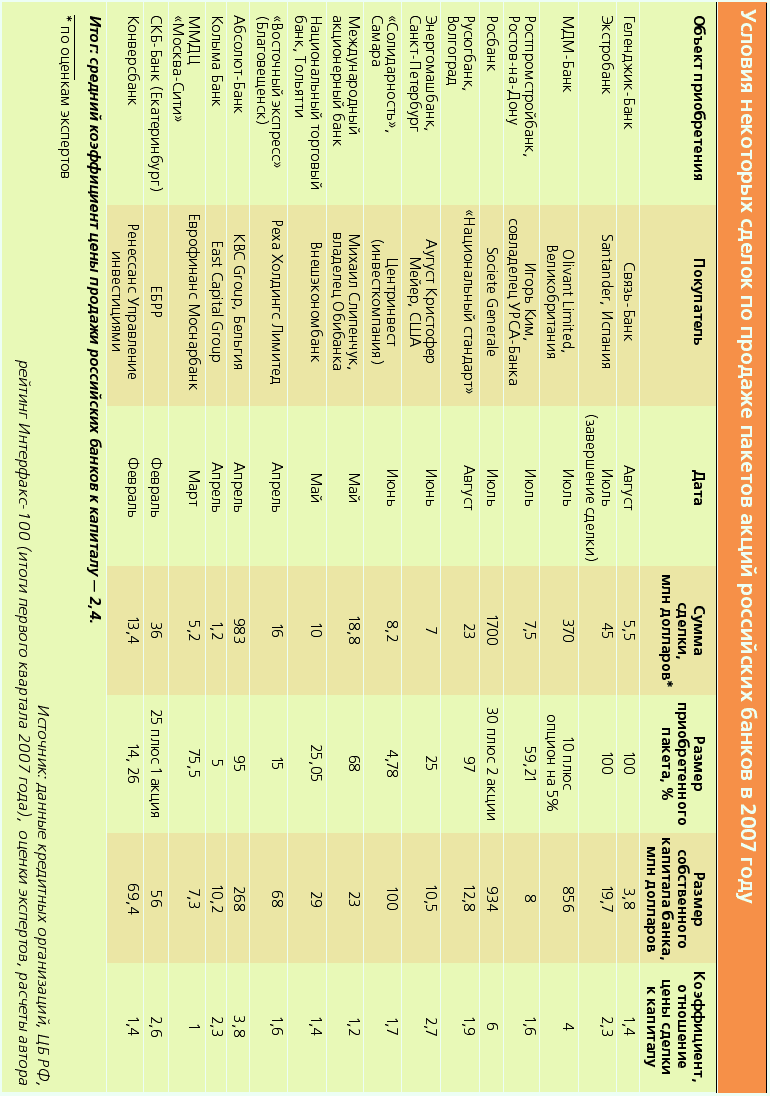 Условия некоторых сделок по продаже пакетов акций российских банков в 2007 году
Объект приобретения Покупатель Дата Сумма сделки, млн долларов* Размер приобретенного пакета, % Размер собственного капитала банка, млн долларов Коэффициент, отношение цены сделки к капиталу
Геленджик-Банк Связь-Банк Август 5,5 100 3,8 1,4
Экстробанк Santander, Испания Июль (завершение сделки) 45 100 19,7 2,3
МДМ-Банк Olivant Limited, Великобритания Июль 370 10 плюс опцион на 5% 856 4
Ростпромстройбанк, Ростов-на-Дону Игорь Ким, совладелец УРСА-Банка Июль 7,5 59,21 8 1,6
Росбанк Societe Generale Июль 1700 30 плюс 2 акции 934 6
Русюгбанк, Волгоград «Национальный стандарт» Август 23 97 12,8 1,9
Энергомашбанк, Санкт-Петербург Аугуст Кристофер Мейер, США Июнь 7 25 10,5 2,7
«Солидарность», Самара Центринвест (инвесткомпания) Июнь 8,2 4,78 100 1,7
Международный акционерный банк Михаил Слипенчук, владелец Обибанка Май 18,8 68 23 1,2
Национальный торговый банк, Тольятти Внешэкономбанк Май 10 25,05 29 1,4
«Восточный экспресс» (Благовещенск) Реха Холдингс Лимитед Апрель 16 15 68 1,6
Абсолют-Банк KBC Group, Бельгия Апрель 983 95 268 3,8
Колыма Банк East Capital Group Апрель 1,2 5 10,2 2,3
ММДЦ «Москва-Сити» Еврофинанс Моснарбанк Март 5,2 75,5 7,3 1
СКБ-Банк (Екатеринбург) ЕБРР Февраль 36 25 плюс 1 акция 56 2,6
Конверсбанк Ренессанс Управление инвестициями Февраль 13,4 14, 26 69,4 1,4
Итог: средний коэффициент цены продажи российских банков к капиталу — 2,4.
* по оценкам экспертов
Источник: данные кредитных организаций, ЦБ РФ,
рейтинг Интерфакс-100 (итоги первого квартала 2007 года), оценки экспертов, расчеты автора